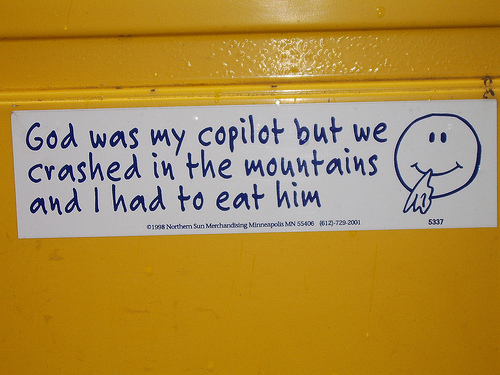 God was my copilot but we
crashed in the mountains
and I had to eat him
©1998 Northern Sun Merchandising Minneapolis MN 55406 (612)-729-2001
5337